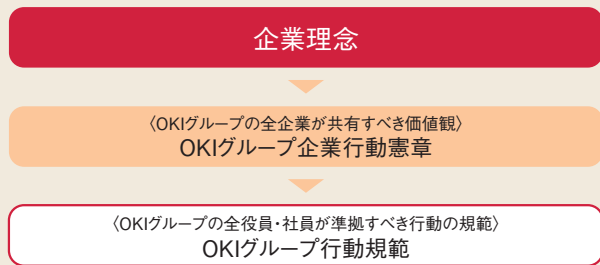 企業理念
〈OKIグループの全企業が共有すべき価値観〉
OKIグループ企業行動憲章
〈OKIグループの全役員・社員が準拠すべき行動の規範〉
OKIグループ行動規範